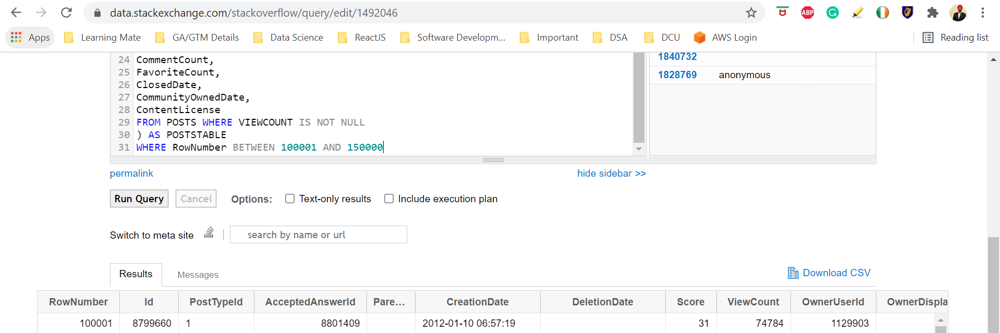 data.stackexchange.com/stackoverflow/query/edit/1492046
ABP
G
Apps Learning Mate GA/GTM Details Data Science ReactJS Software Developm... Important DSA DCU AWS Login Reading list
24 CommentCount,
25 FavoriteCount,
26 ClosedDate,
27 CommunityOwnedDate,
28 ContentLicense
29 FROM POSTS WHERE VIEWCOUNT IS NOT NULL
30 ) AS POSTSTABLE
31 WHERE RowNumber BETWEEN 100001 AND 150000
1840732
1828769 anonymous
permalink hide sidebar >>
Run Query Cancel Options: Text-only results Include execution plan
Switch to meta site search by name or url
Results Messages Download CSV
RowNumber Id PostTypeId AcceptedAnswerId Pare... CreationDate DeletionDate Score ViewCount OwnerUserId OwnerDispla
100001 8799660 1 8801409 2012-01-10 06:57:19 31 74784 1129903